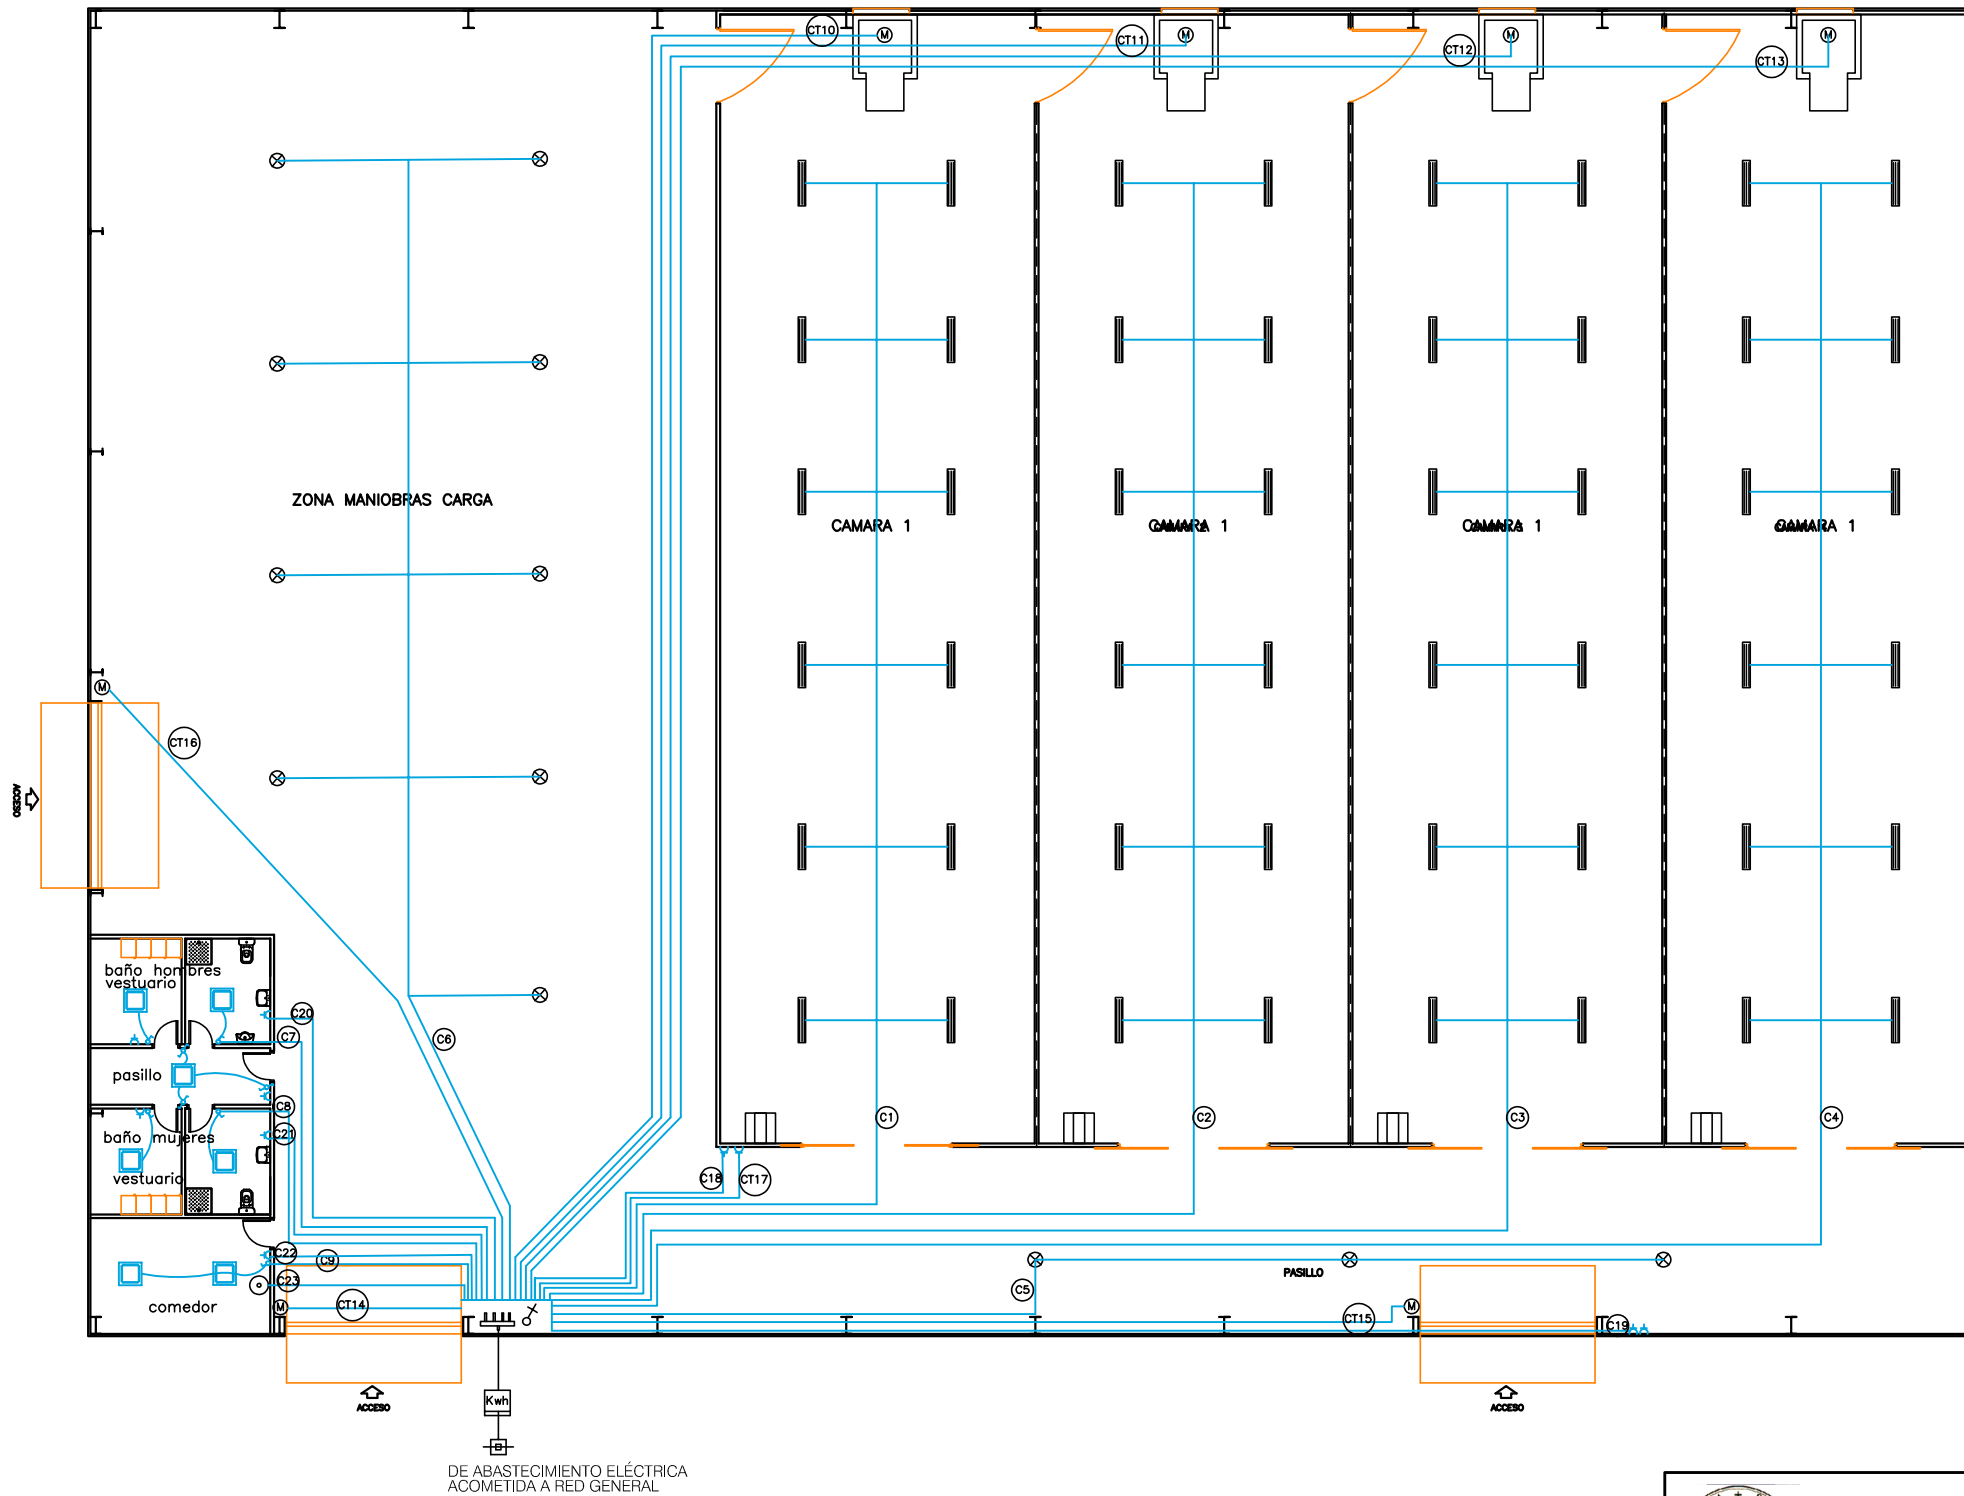 CT10
M
CT11
M
CT12
M
CT13
M
ZONA MANIOBRAS CARGA
CAMARA 1
CAMARA 1
CAMARA 1
CAMARA 1
M
CT16
ACCESO
baño hombres
vestuario
C20
C7
C6
pasillo
C8
C21
baño mujeres
vestuario
C1
C2
C3
C4
C18
CT17
C22
C9
C23
comedor
M
CT14
C5
PASILLO
CT15
M
C19
ACCESO
Kwh
ACCESO
DE ABASTECIMIENTO ELÉCTRICA
ACOMETIDA A RED GENERAL